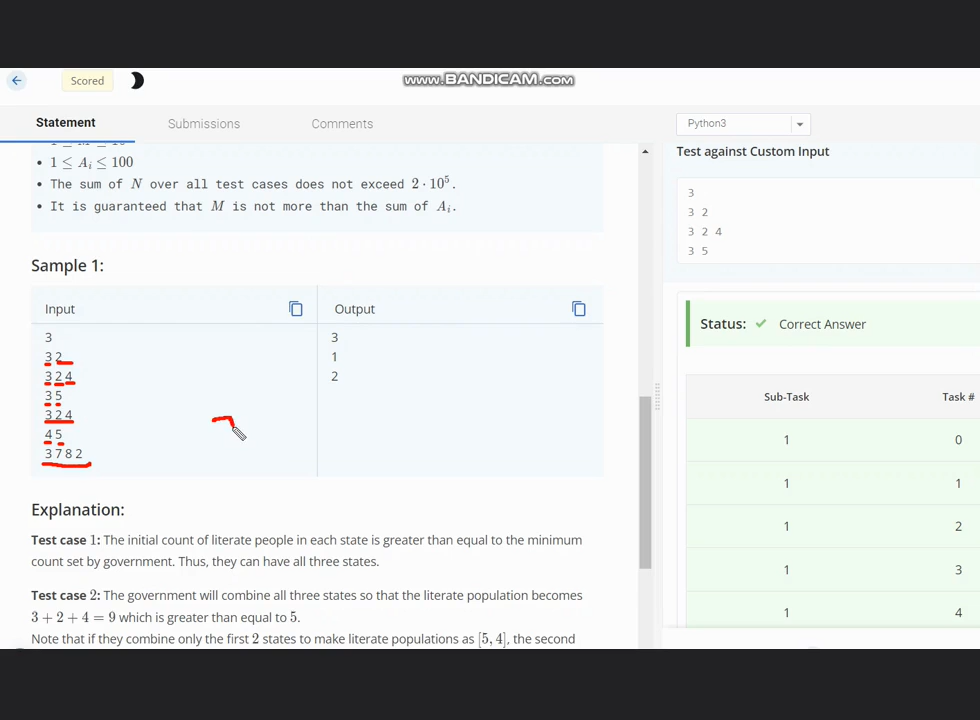 www.BANDICAM.com
Scored
Statement Submissions Comments
• 1 ≤ Aᵢ ≤ 100
• The sum of N over all test cases does not exceed 2 · 10⁵.
• It is guaranteed that M is not more than the sum of Aᵢ.
Sample 1:
Input
3
3 2
3 2 4
3 5
3 2 4
4 5
3 7 8 2
Output
3
1
2
Explanation:
Test case 1: The initial count of literate people in each state is greater than equal to the minimum
count set by government. Thus, they can have all three states.
Test case 2: The government will combine all three states so that the literate population becomes
3 + 2 + 4 = 9 which is greater than equal to 5.
Note that if they combine only the first 2 states to make literate populations as [5, 4], the second
Python3
Test against Custom Input
3
3 2
3 2 4
3 5
Status: Correct Answer
Sub-Task Task #
1 0
1 1
1 2
1 3
1 4